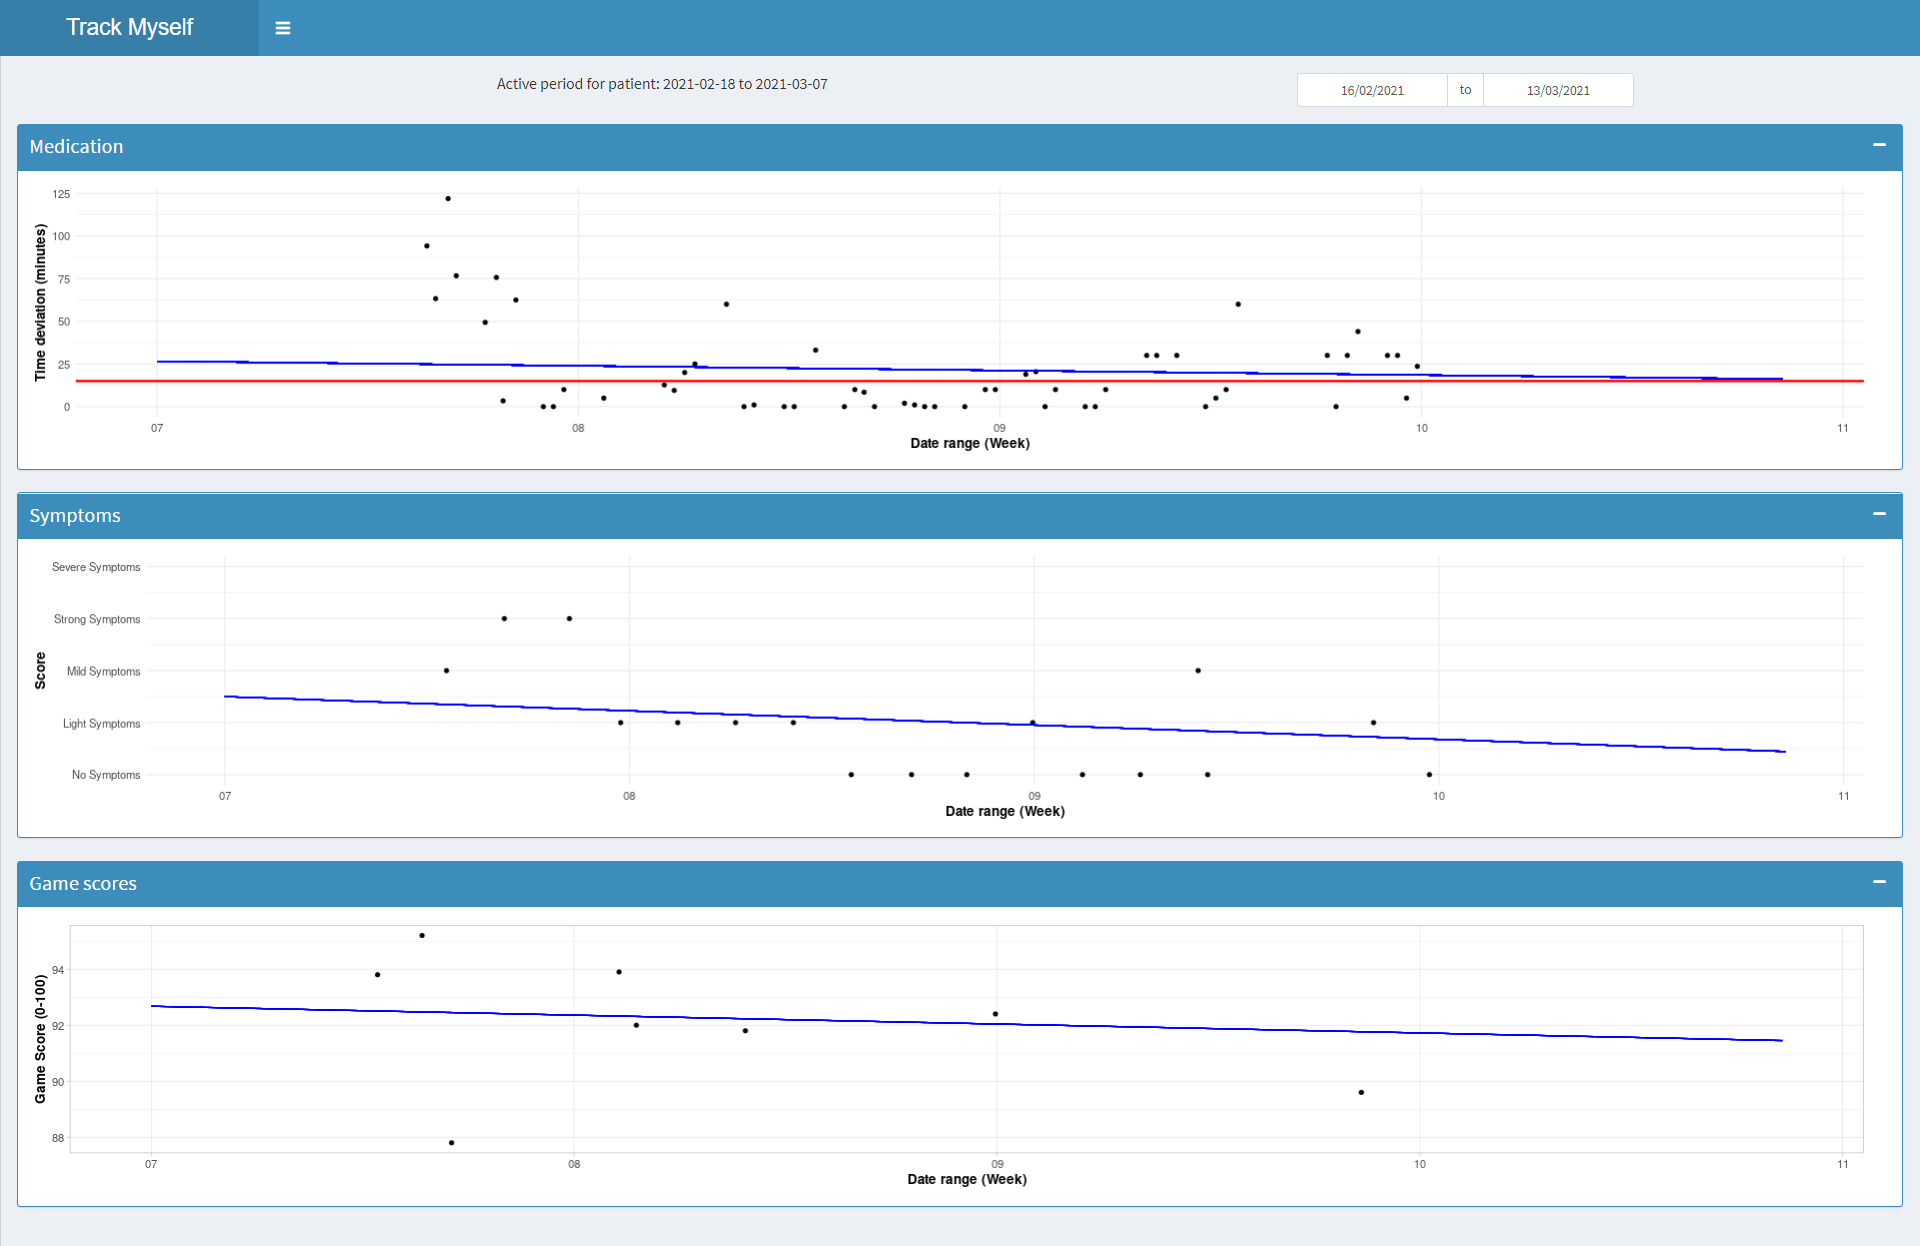 Track Myself
Active period for patient: 2021-02-18 to 2021-03-07
16/02/2021 to 13/03/2021
Medication
Time deviation (minutes)
125
100
75
50
25
0
07 08 09 10 11
Date range (Week)
Symptoms
Score
Severe Symptoms
Strong Symptoms
Mild Symptoms
Light Symptoms
No Symptoms
07 08 09 10 11
Date range (Week)
Game scores
Game Score (0-100)
94
92
90
88
07 08 09 10 11
Date range (Week)